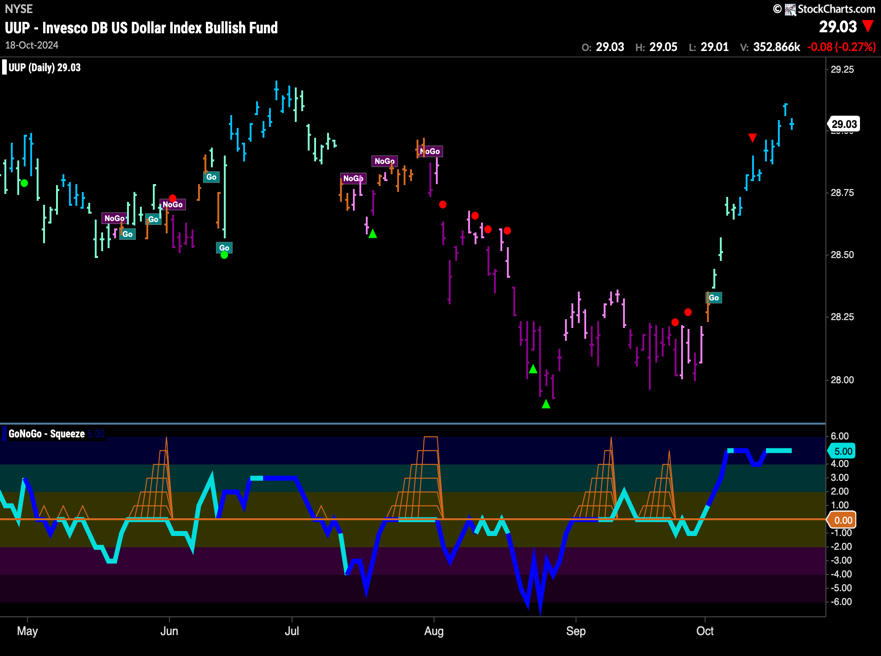 NYSE
© StockCharts.com
UUP - Invesco DB US Dollar Index Bullish Fund
29.03
18-Oct-2024
O: 29.03 H: 29.05 L: 29.01 V: 352.866k -0.08 (-0.27%)
UUP (Daily) 29.03
29.25
29.03
28.75
28.50
28.25
28.00
NoGo
Go
Go
NoGo
Go
Go
NoGo
NoGo
NoGo
Go
GoNoGo - Squeeze
6.00
5.00
4.00
3.00
2.00
1.00
0.00
-1.00
-2.00
-3.00
-4.00
-5.00
-6.00
May
Jun
Jul
Aug
Sep
Oct